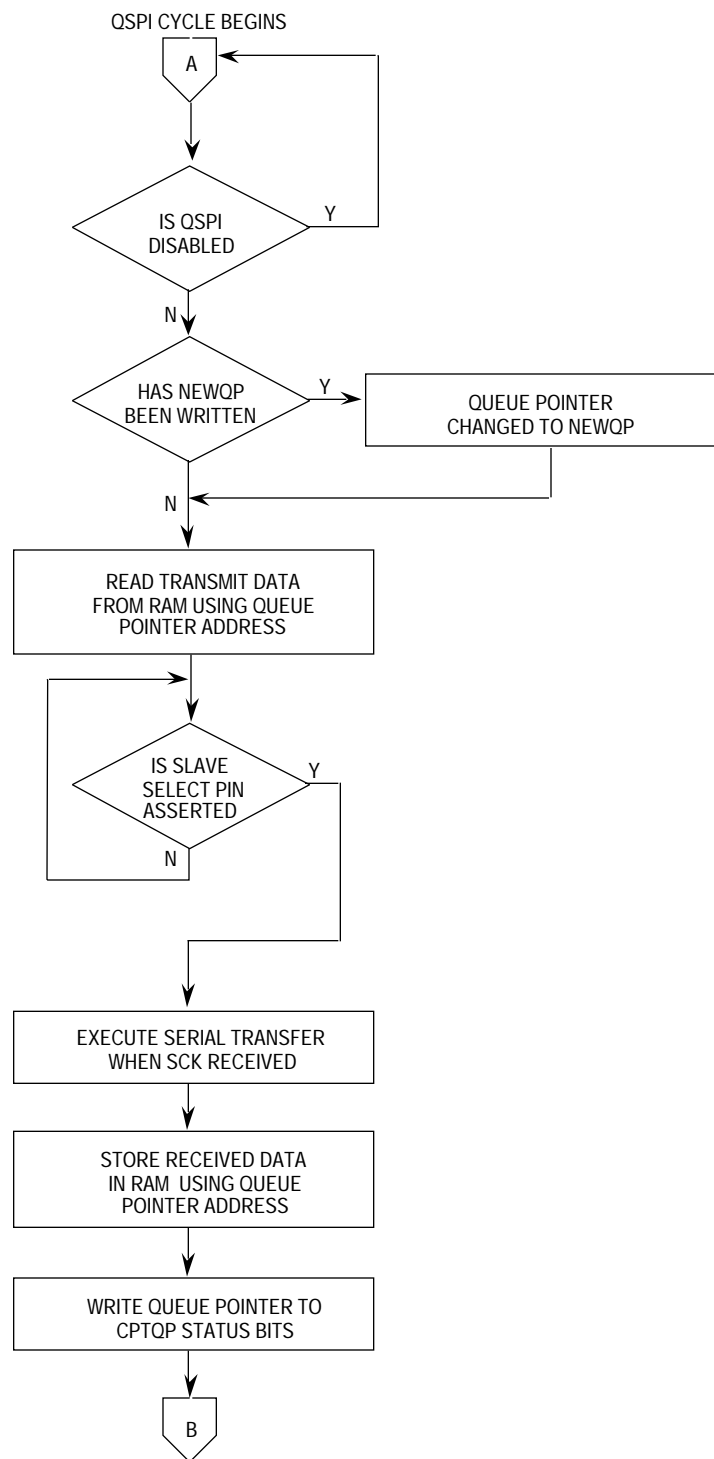 QSPI CYCLE BEGINS
A
IS QSPI
DISABLED
Y
N
HAS NEWQP
BEEN WRITTEN
Y
QUEUE POINTER
CHANGED TO NEWQP
N
READ TRANSMIT DATA
FROM RAM USING QUEUE
POINTER ADDRESS
IS SLAVE
SELECT PIN
ASSERTED
Y
N
EXECUTE SERIAL TRANSFER
WHEN SCK RECEIVED
STORE RECEIVED DATA
IN RAM USING QUEUE
POINTER ADDRESS
WRITE QUEUE POINTER TO
CPTQP STATUS BITS
B